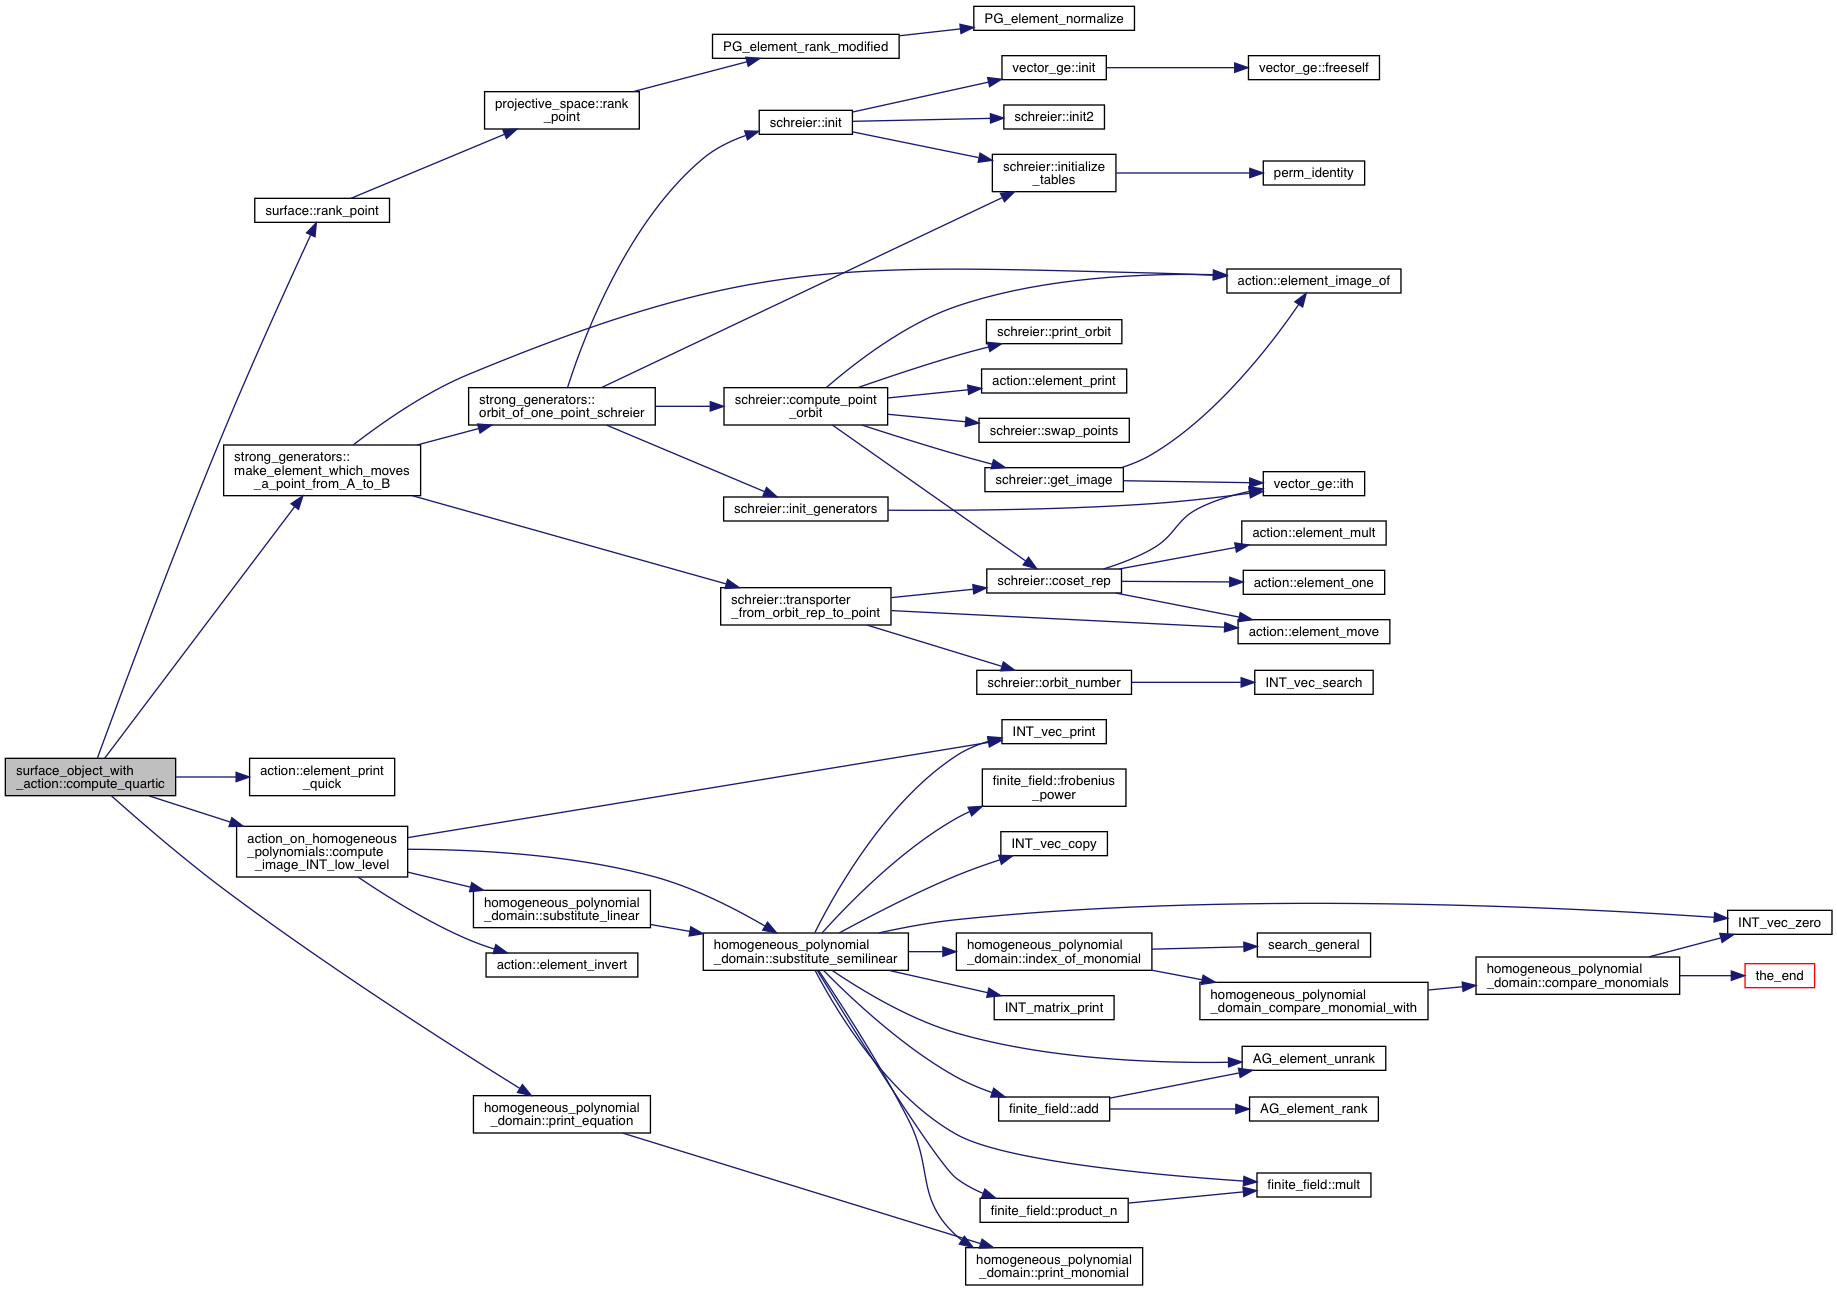 PG_element_normalize
PG_element_rank_modified
vector_ge::init
vector_ge::freeself
projective_space::rank
_point
schreier::init
schreier::init2
schreier::initialize
_tables
perm_identity
surface::rank_point
action::element_image_of
schreier::print_orbit
action::element_print
strong_generators::
orbit_of_one_point_schreier
schreier::compute_point
_orbit
schreier::swap_points
strong_generators::
make_element_which_moves
_a_point_from_A_to_B
schreier::get_image
vector_ge::ith
schreier::init_generators
action::element_mult
schreier::coset_rep
action::element_one
schreier::transporter
_from_orbit_rep_to_point
action::element_move
schreier::orbit_number
INT_vec_search
INT_vec_print
surface_object_with
_action::compute_quartic
action::element_print
_quick
finite_field::frobenius
_power
action_on_homogeneous
_polynomials::compute
_image_INT_low_level
INT_vec_copy
homogeneous_polynomial
_domain::substitute_linear
INT_vec_zero
homogeneous_polynomial
_domain::substitute_semilinear
homogeneous_polynomial
_domain::index_of_monomial
search_general
action::element_invert
homogeneous_polynomial
_domain::compare_monomials
the_end
homogeneous_polynomial
_domain_compare_monomial_with
INT_matrix_print
AG_element_unrank
homogeneous_polynomial
_domain::print_equation
finite_field::add
AG_element_rank
finite_field::mult
finite_field::product_n
homogeneous_polynomial
_domain::print_monomial